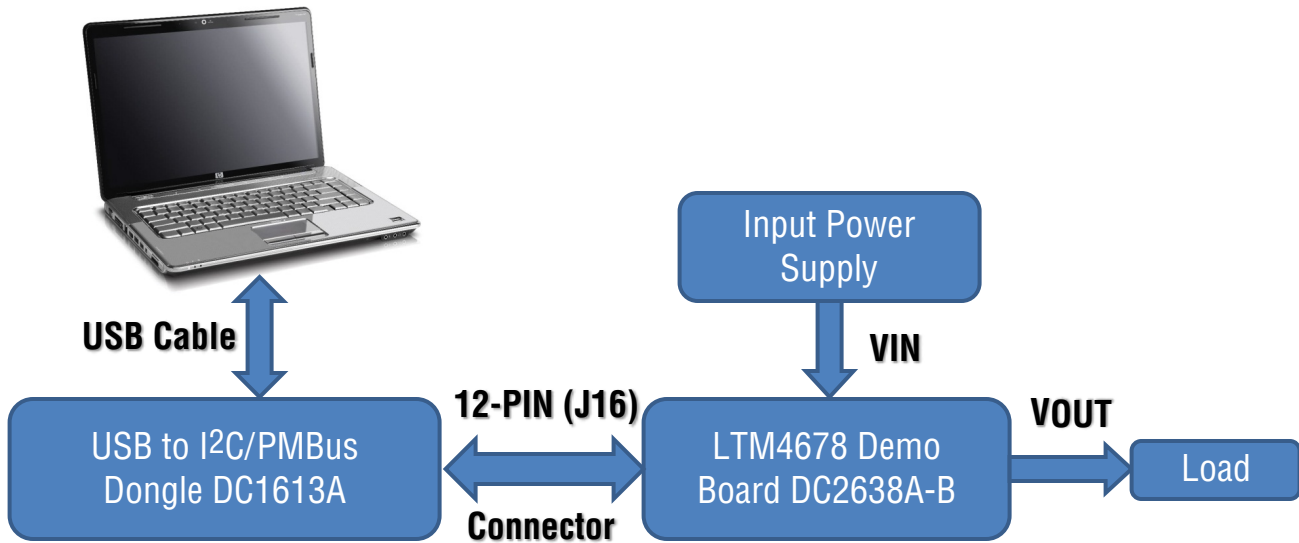 Input Power
Supply
USB Cable
VIN
12-PIN (J16)
VOUT
USB to I2C/PMBus
Dongle DC1613A
LTM4678 Demo
Board DC2638A-B
Load
Connector